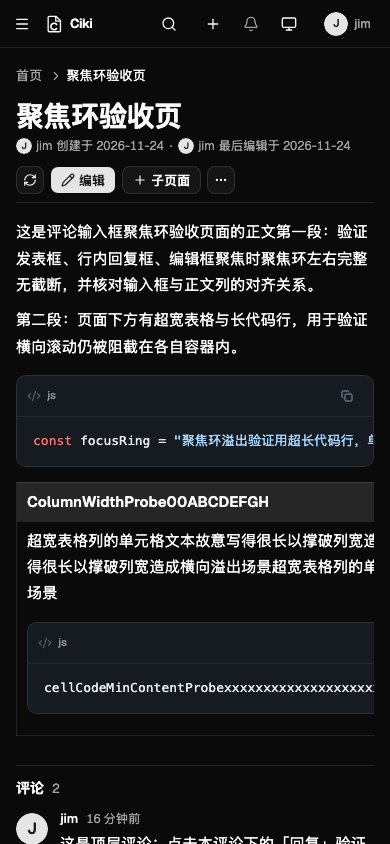 Ciki
J jim
首页 > 聚焦环验收页
聚焦环验收页
J jim 创建于 2026-11-24 · J jim 最后编辑于 2026-11-24
编辑
子页面
这是评论输入框聚焦环验收页面的正文第一段：验证
发表框、行内回复框、编辑框聚焦时聚焦环左右完整
无截断，并核对输入框与正文列的对齐关系。
第二段：页面下方有超宽表格与长代码行，用于验证
横向滚动仍被阻截在各自容器内。
js
const focusRing = "聚焦环溢出验证用超长代码行，
ColumnWidthProbe00ABCDEFGH
超宽表格列的单元格文本故意写得很长以撑破列宽造
得很长以撑破列宽造成横向溢出场景超宽表格列的单
场景
js
cellCodeMinContentProbexxxxxxxxxxxxxxxxxxx
评论 2
J jim 16 分钟前
这是顶层评论：点击本评论下的「回复」验证